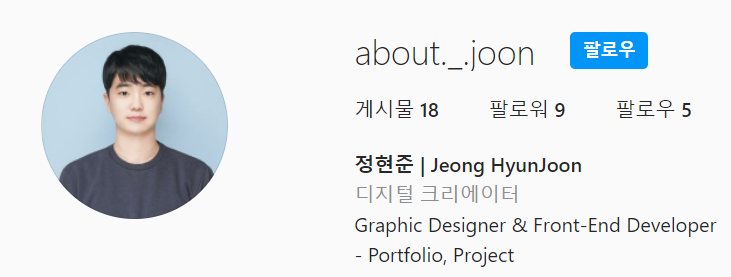 about._.joon 팔로우
게시물 18 팔로워 9 팔로우 5
정현준 | Jeong HyunJoon
디지털 크리에이터
Graphic Designer & Front-End Developer
- Portfolio, Project